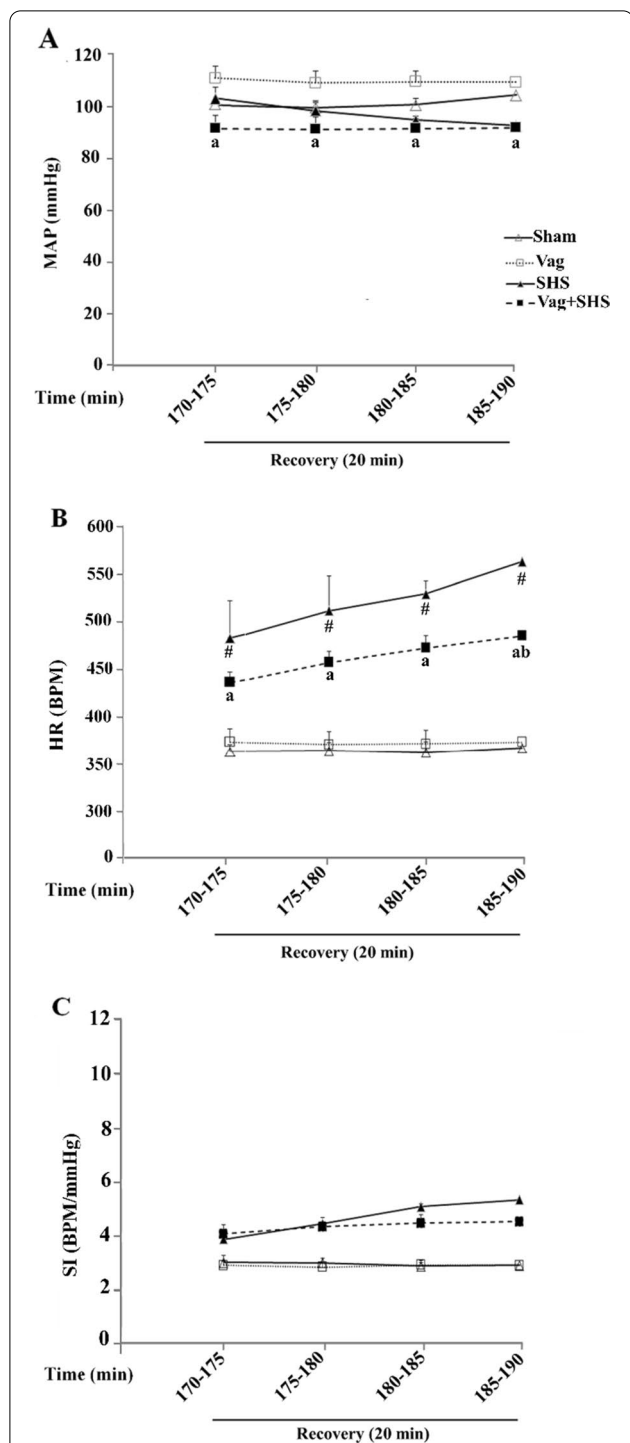 A
120
100
80
60
40
20
0
MAP (mmHg)
a a a a
Sham
Vag
SHS
Vag+SHS
Time (min)
170-175 175-180 180-185 185-190
Recovery (20 min)
B
600
550
500
450
400
350
300
0
HR (BPM)
# # # #
a a a ab
Time (min)
170-175 175-180 180-185 185-190
Recovery (20 min)
C
12
10
8
6
4
2
0
SI (BPM/mmHg)
Time (min)
170-175 175-180 180-185 185-190
Recovery (20 min)